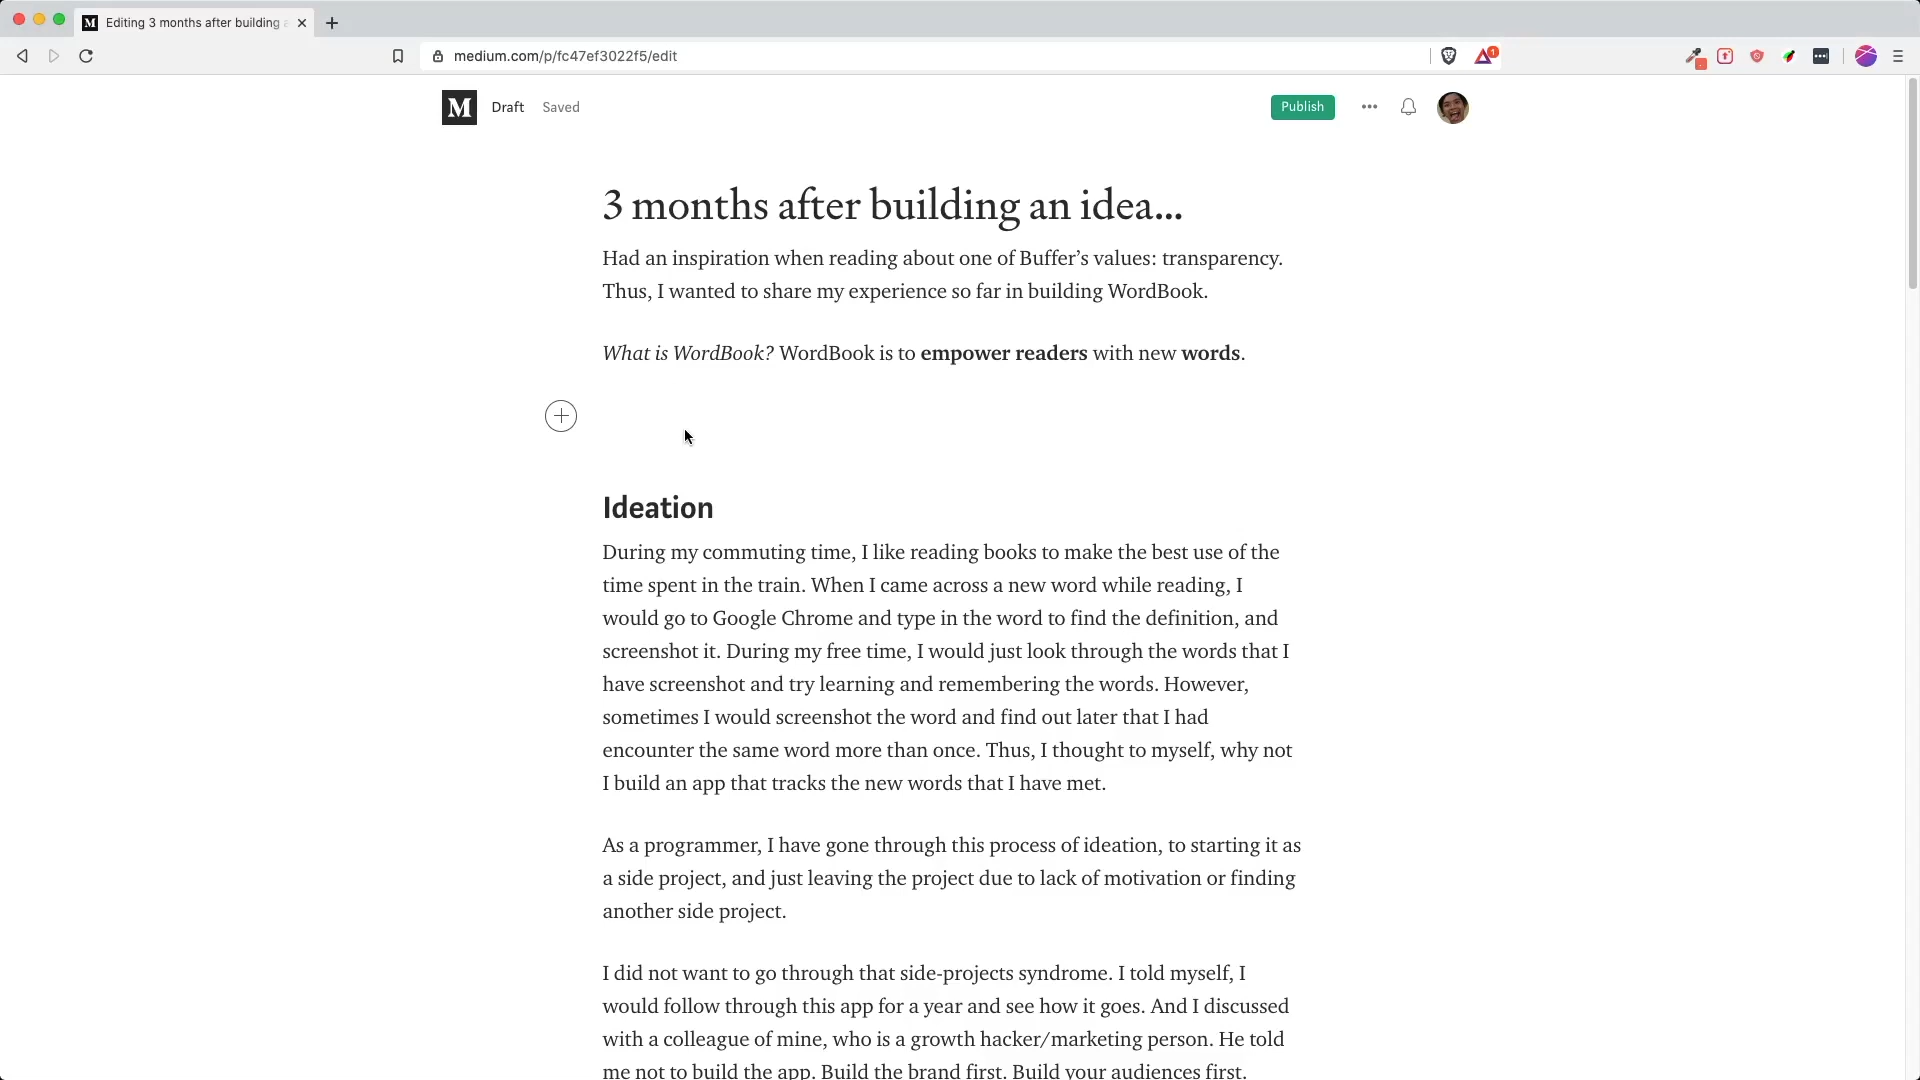 Editing 3 months after building
medium.com/p/fc47ef3022f5/edit
1
M
Draft
Saved
Publish
3 months after building an idea...
Had an inspiration when reading about one of Buffer’s values: transparency.
Thus, I wanted to share my experience so far in building WordBook.
What is WordBook? WordBook is to empower readers with new words.
Ideation
During my commuting time, I like reading books to make the best use of the
time spent in the train. When I came across a new word while reading, I
would go to Google Chrome and type in the word to find the definition, and
screenshot it. During my free time, I would just look through the words that I
have screenshot and try learning and remembering the words. However,
sometimes I would screenshot the word and find out later that I had
encounter the same word more than once. Thus, I thought to myself, why not
I build an app that tracks the new words that I have met.
As a programmer, I have gone through this process of ideation, to starting it as
a side project, and just leaving the project due to lack of motivation or finding
another side project.
I did not want to go through that side-projects syndrome. I told myself, I
would follow through this app for a year and see how it goes. And I discussed
with a colleague of mine, who is a growth hacker/marketing person. He told
me not to build the app. Build the brand first. Build your audiences first.